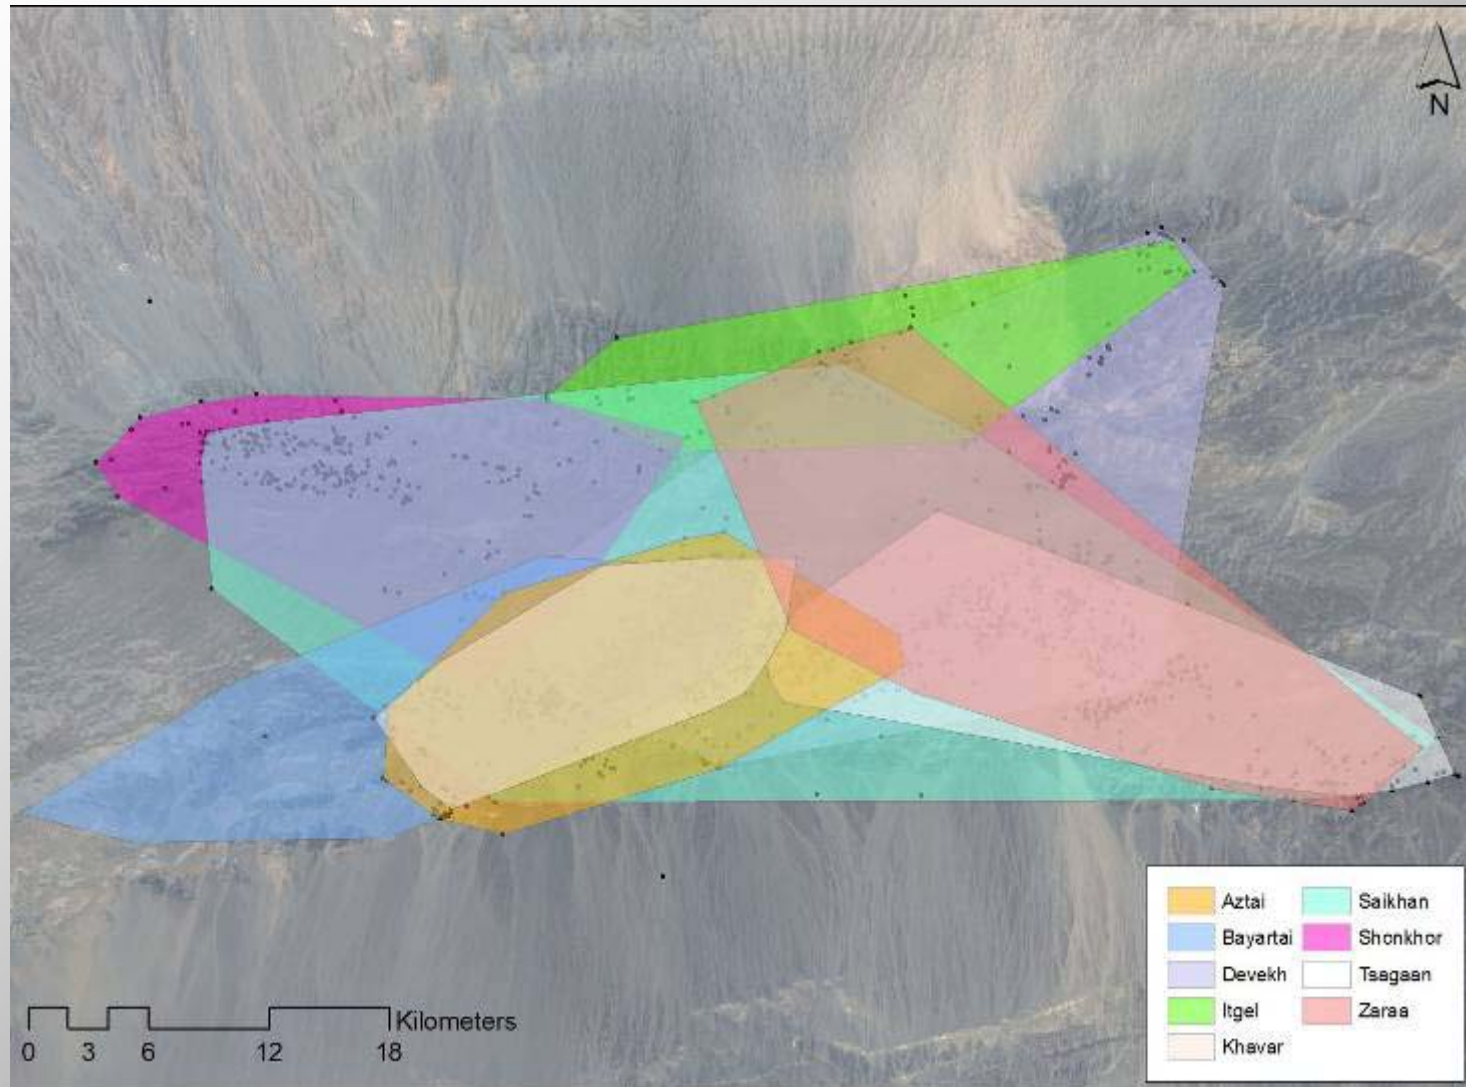 N
Aztai
Bayartai
Devekh
Itgel
Khavar
Saikhan
Shonkhor
Tsagaan
Zaraa
Kilometers
0 3 6 12 18